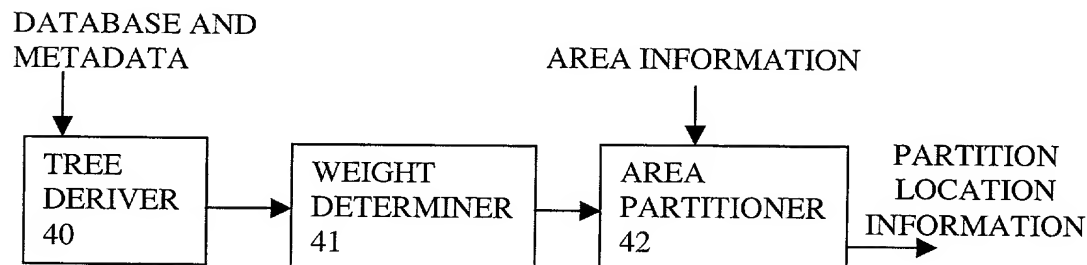 DATABASE AND
METADATA
AREA INFORMATION
TREE
DERIVER
40
WEIGHT
DETERMINER
41
AREA
PARTITIONER
42
PARTITION
LOCATION
INFORMATION